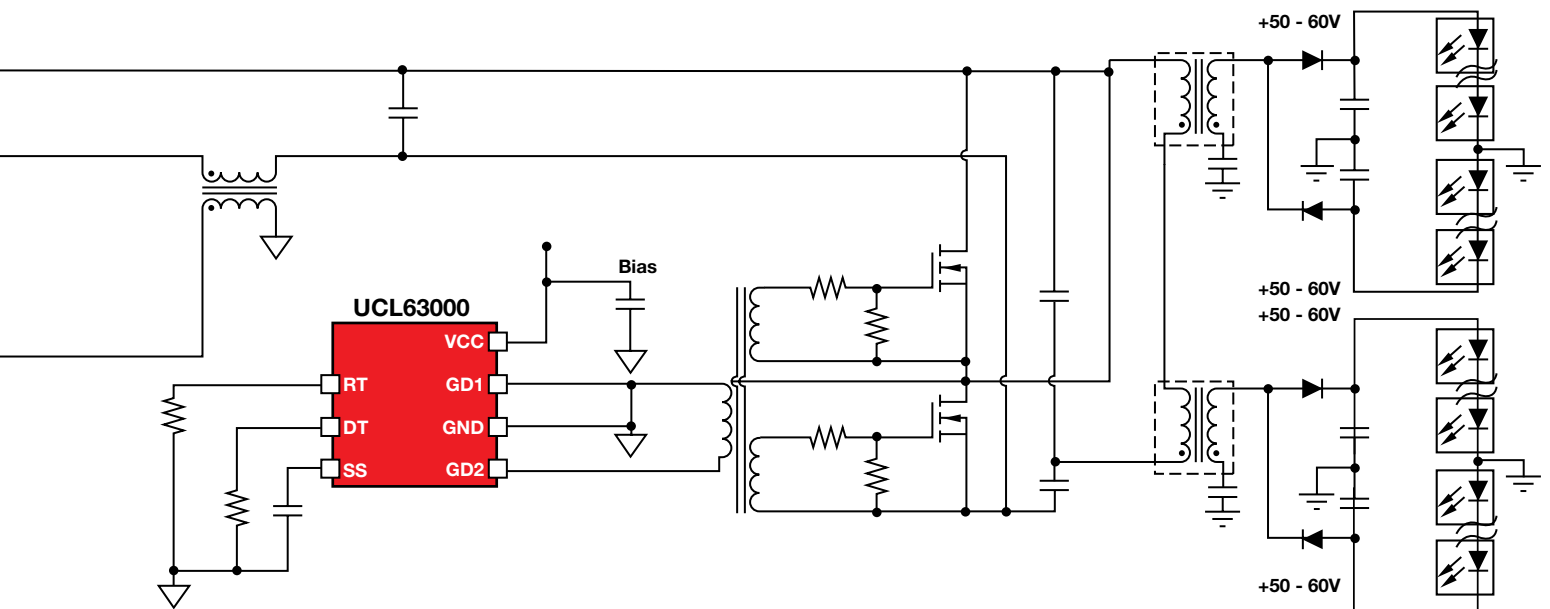 +50 - 60V
Bias
UCL63000
+50 - 60V
+50 - 60V
VCC
RT
GD1
DT
GND
SS
GD2
+50 - 60V